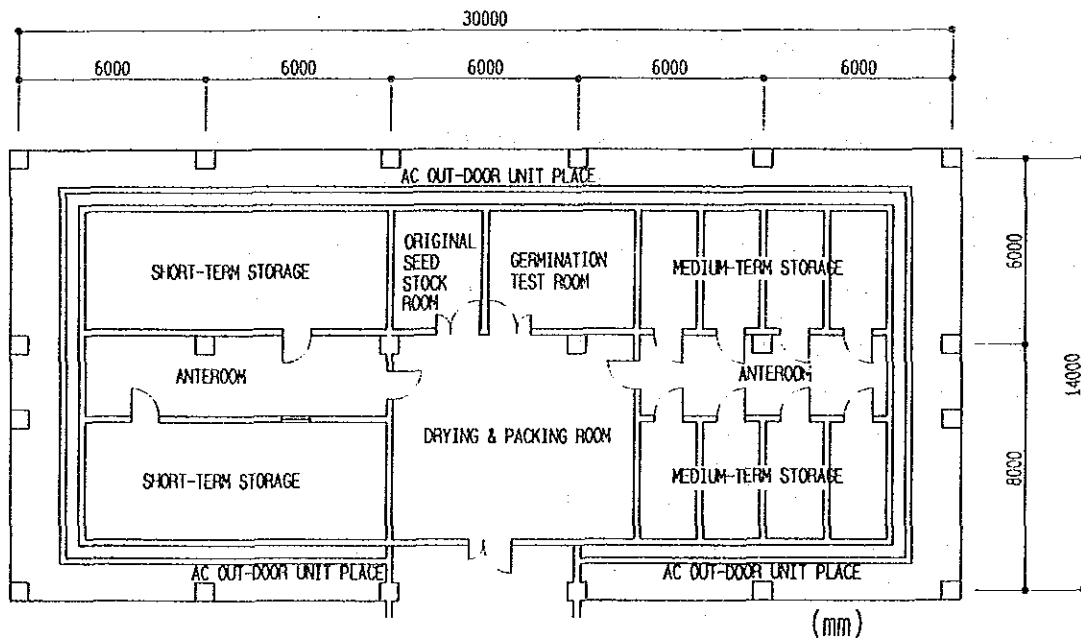 30000
6000
6000
6000
6000
6000
AC OUT-DOOR UNIT PLACE
SHORT-TERM STORAGE
ORIGINAL
SEED
STOCK
ROOM
GERMINATION
TEST ROOM
MEDIUM-TERM STORAGE
6000
ANTEROOM
ANTEROOM
14000
DRYING & PACKING ROOM
SHORT-TERM STORAGE
MEDIUM-TERM STORAGE
8000
AC OUT-DOOR UNIT PLACE
AC OUT-DOOR UNIT PLACE
(mm)